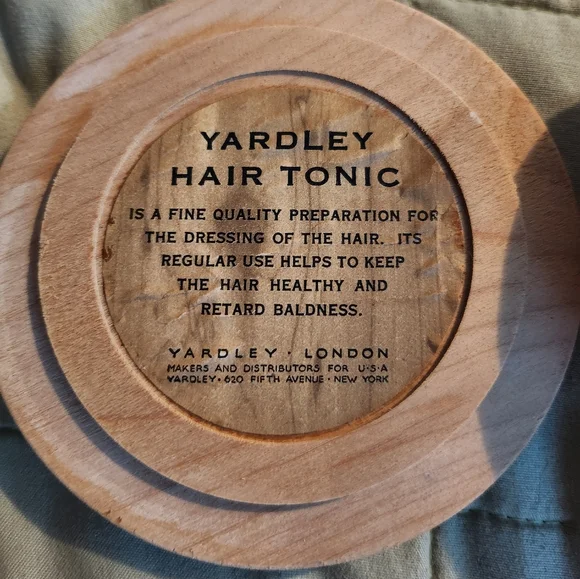 YARDLEY
HAIR TONIC
IS A FINE QUALITY PREPARATION FOR
THE DRESSING OF THE HAIR. ITS
REGULAR USE HELPS TO KEEP
THE HAIR HEALTHY AND
RETARD BALDNESS.
YARDLEY · LONDON
MAKERS AND DISTRIBUTORS FOR U·S·A
YARDLEY · 620 FIFTH AVENUE · NEW YORK